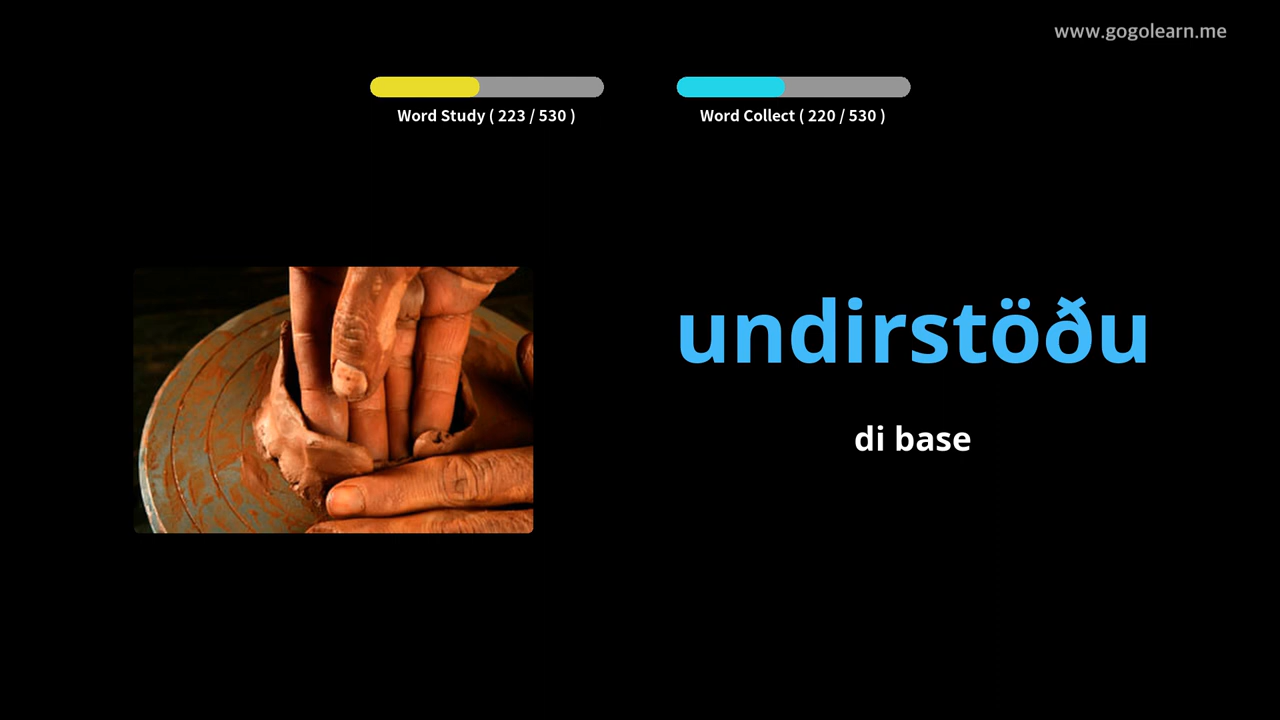 www.gogolearn.me
Word Study ( 223 / 530 )
Word Collect ( 220 / 530 )
undirstöðu
di base